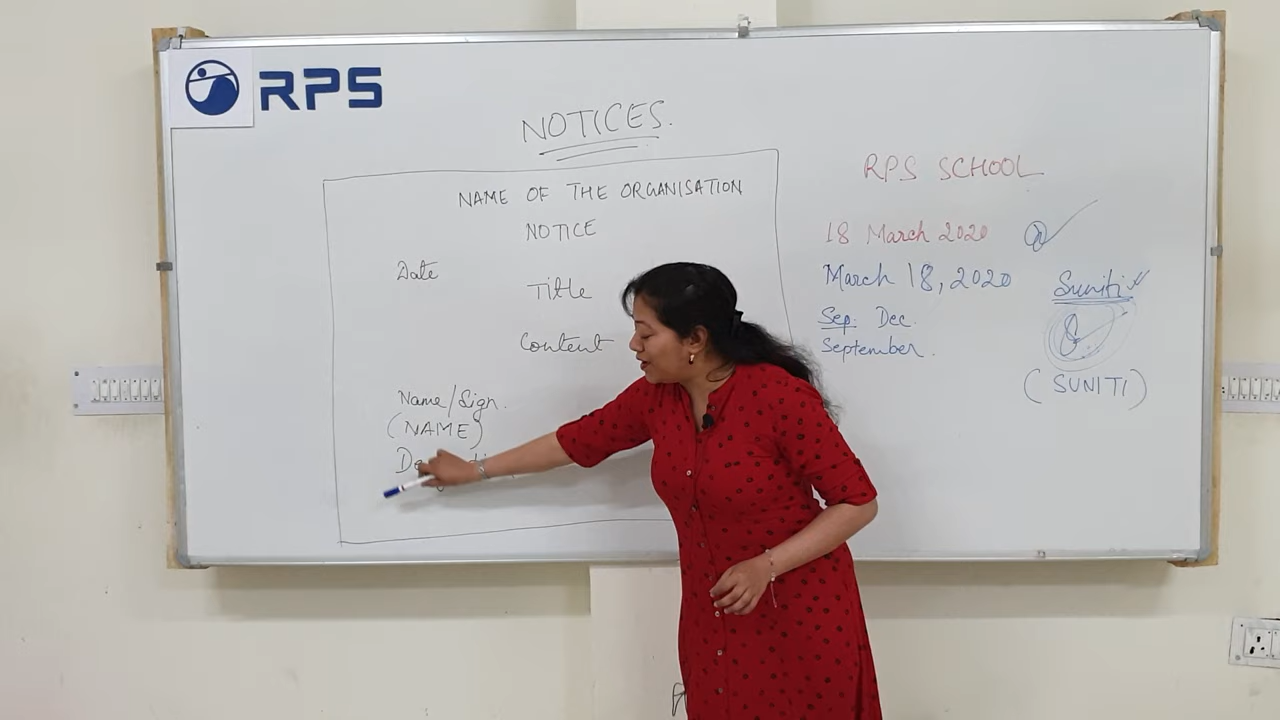 RPS
NOTICES.
NAME OF THE ORGANISATION
NOTICE
Date
Title
Content
Name/Sign.
(NAME)
RPS SCHOOL
18 March 2020
March 18, 2020
Sep. Dec.
September.
Suniti
(SUNITI)